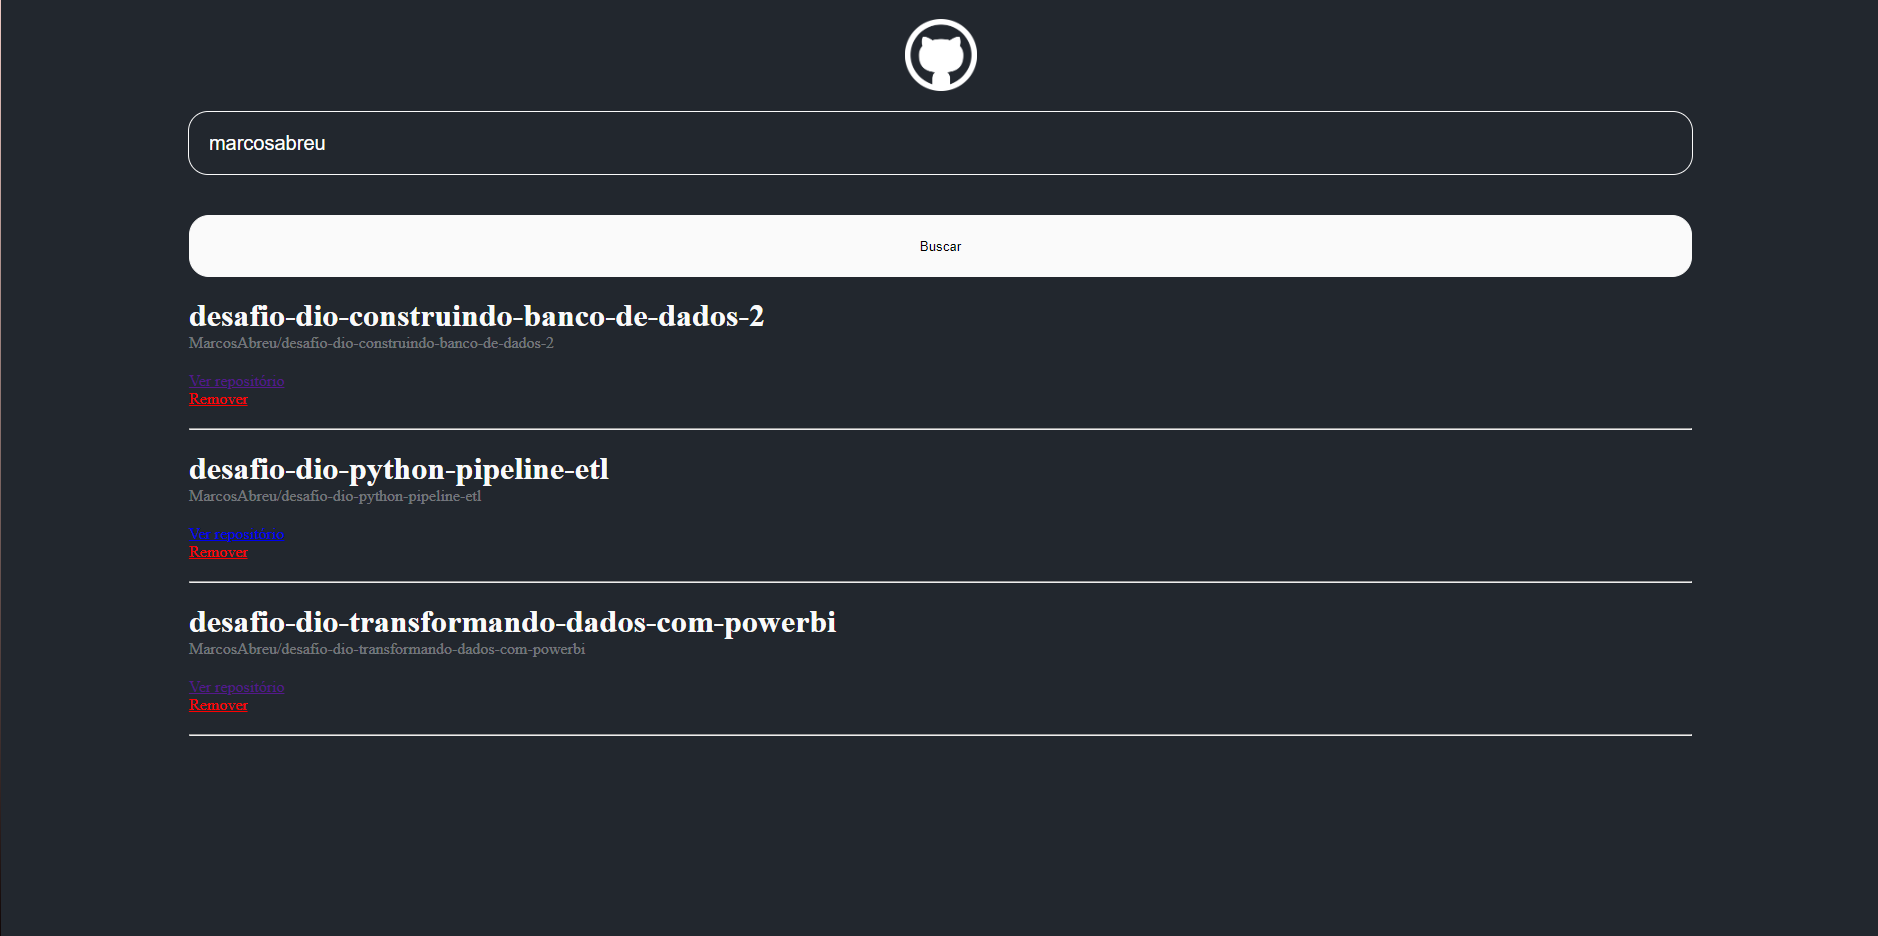 marcosabreu
Buscar
desafio-dio-construindo-banco-de-dados-2
MarcosAbreu/desafio-dio-construindo-banco-de-dados-2
Ver repositório
Remover
desafio-dio-python-pipeline-etl
MarcosAbreu/desafio-dio-python-pipeline-etl
Ver repositório
Remover
desafio-dio-transformando-dados-com-powerbi
MarcosAbreu/desafio-dio-transformando-dados-com-powerbi
Ver repositório
Remover